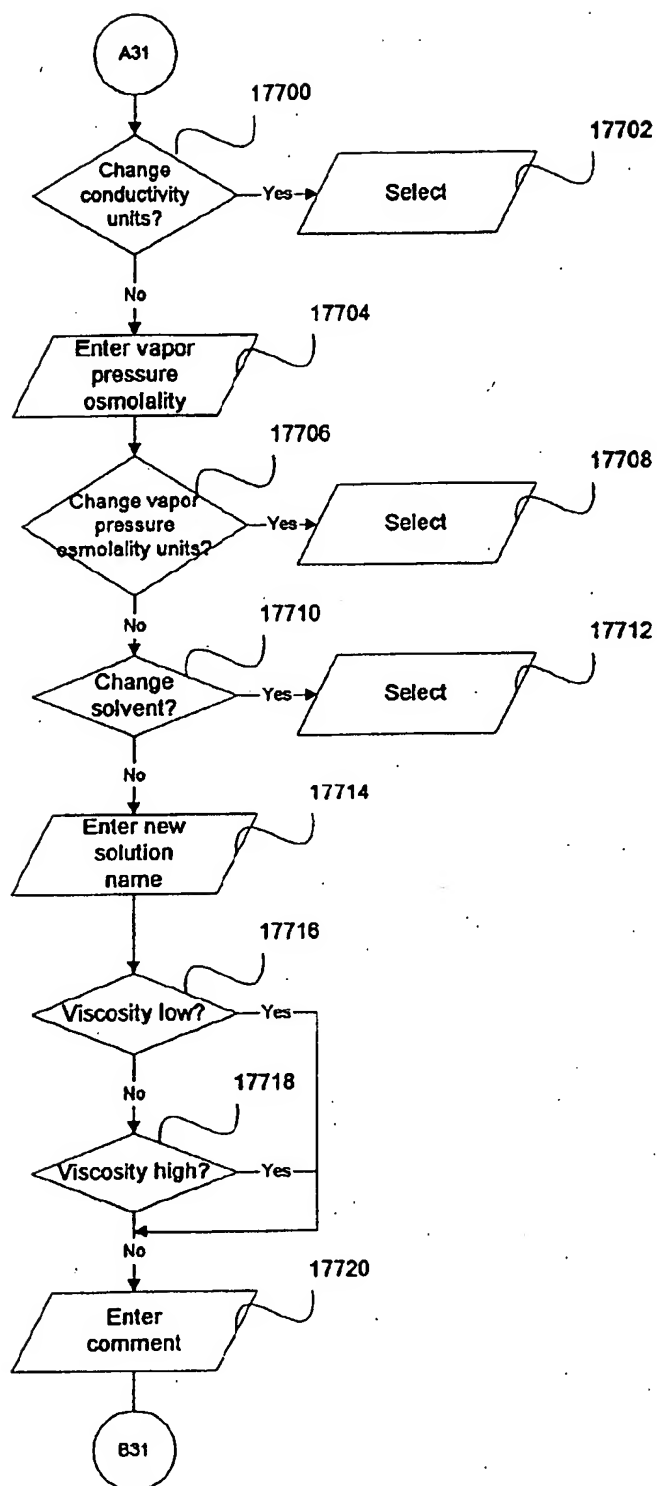 A31
17700
17702
Change
conductivity
units?
Yes
Select
No
17704
Enter vapor
pressure
osmolality
17706
17708
Change vapor
pressure
osmolality units?
Yes
Select
No
17710
17712
Change
solvent?
Yes
Select
No
17714
Enter new
solution
name
17716
Viscosity low?
Yes
No
17718
Viscosity high?
Yes
No
17720
Enter
comment
B31